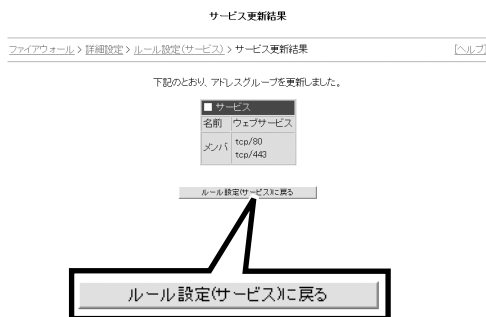 サービス更新結果
ファイアウォール > 詳細設定 > ルール設定(サービス) > サービス更新結果 [ヘルプ]
下記のとおり、アドレスグループを更新しました。
■ サービス
名前 ウェブサービス
メンバ tcp/80
tcp/443
ルール設定(サービス)に戻る
ルール設定(サービス)に戻る